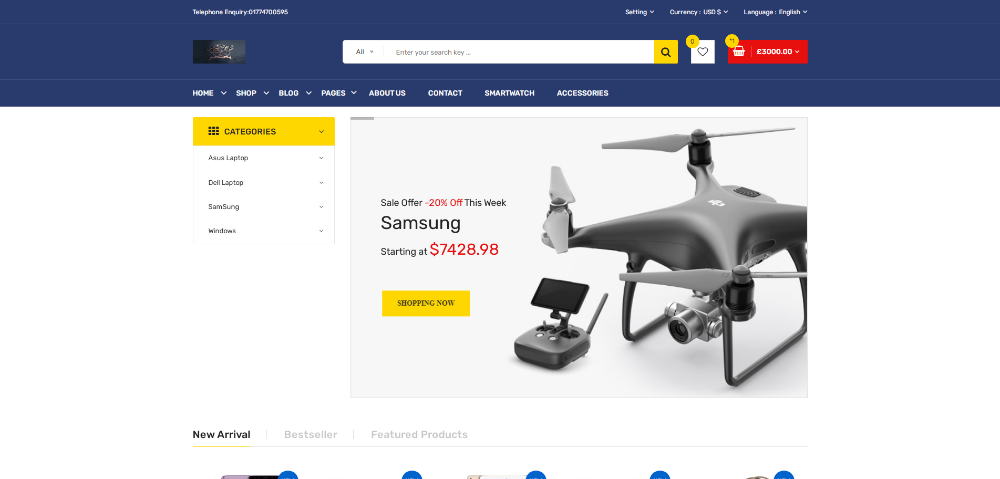 Telephone Enquiry:01774700595
Setting
Currency : USD $
Language : English
All
Enter your search key ...
0
*1
£3000.00
HOME
SHOP
BLOG
PAGES
ABOUT US
CONTACT
SMARTWATCH
ACCESSORIES
CATEGORIES
Asus Laptop
Dell Laptop
SamSung
Windows
Sale Offer -20% Off This Week
Samsung
Starting at $7428.98
SHOPPING NOW
dji
New Arrival
Bestseller
Featured Products